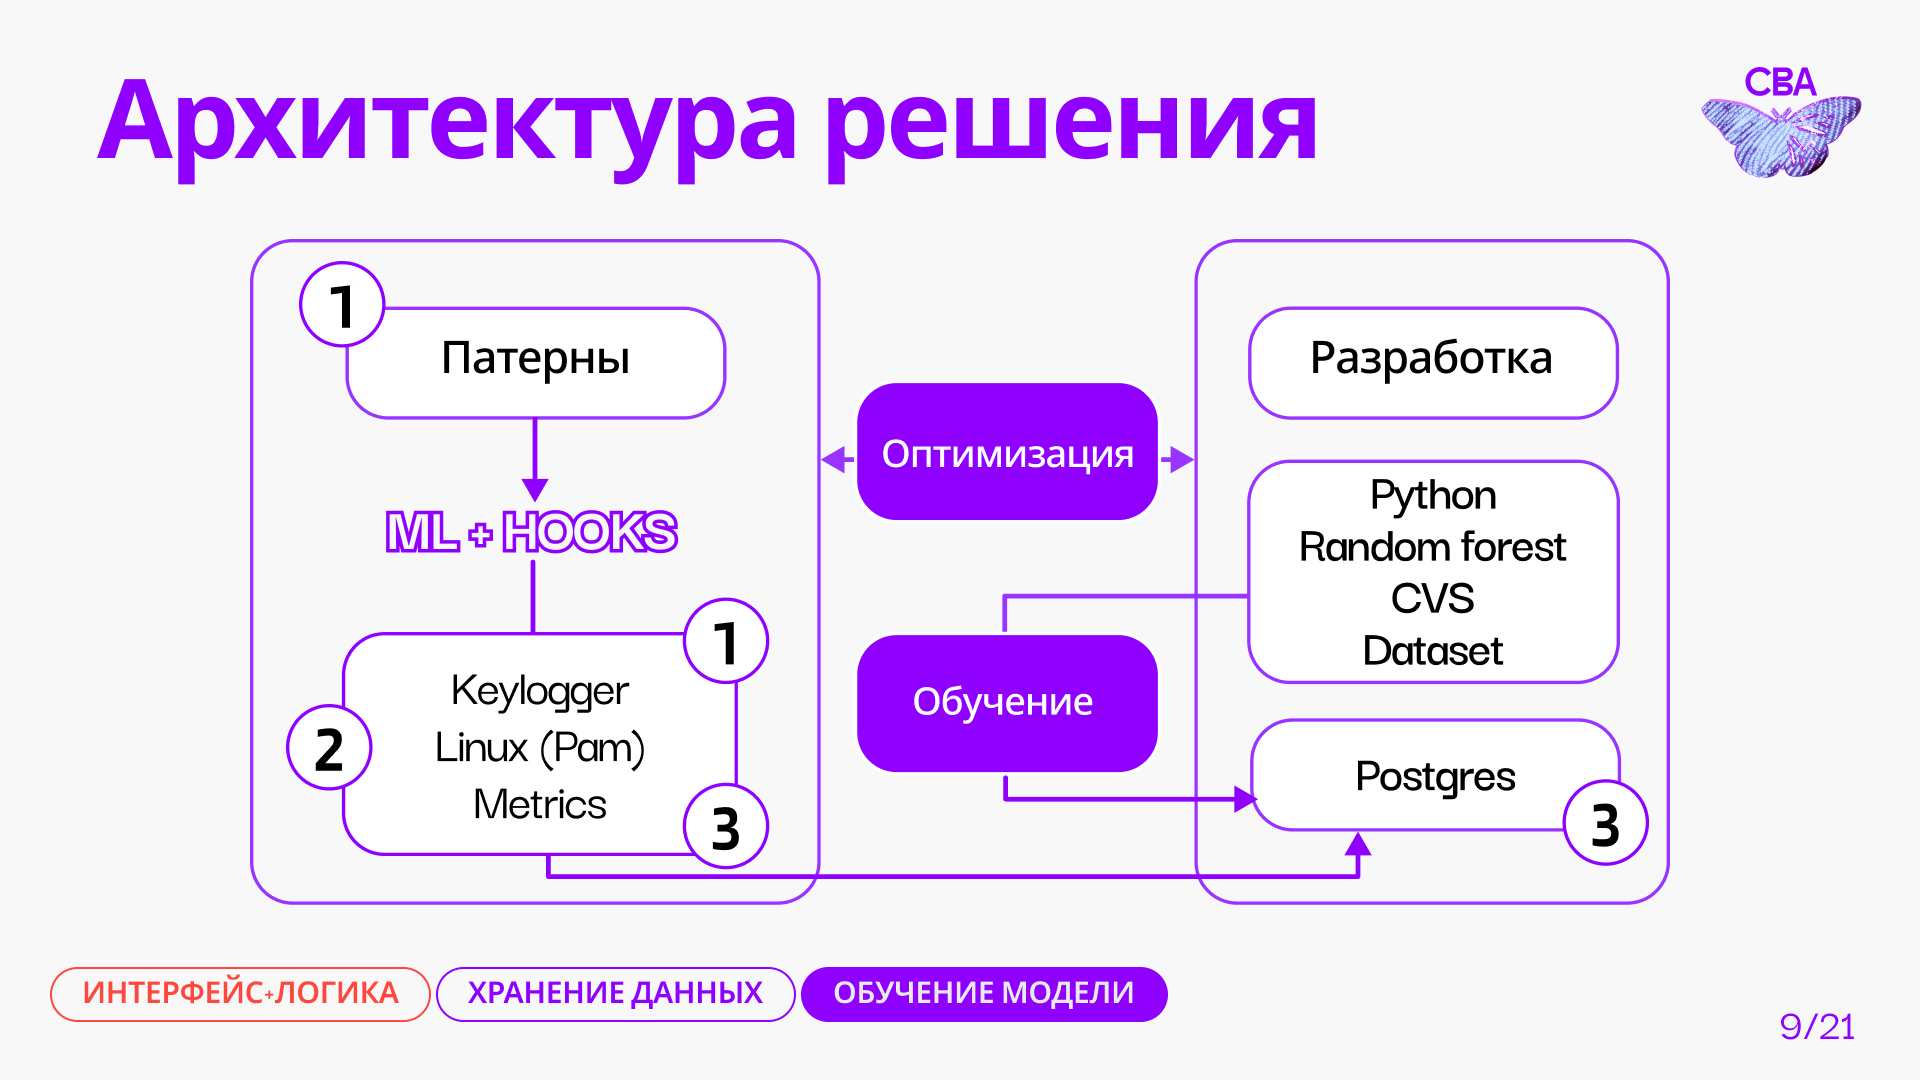 Архитектура решения
CBA
1
Патерны
ML + HOOKS
1
2
Keylogger
Linux (Pam)
Metrics
3
Оптимизация
Обучение
Разработка
Python
Random forest
CVS
Dataset
Postgres
3
ИНТЕРФЕЙС+ЛОГИКА
ХРАНЕНИЕ ДАННЫХ
ОБУЧЕНИЕ МОДЕЛИ
9/21